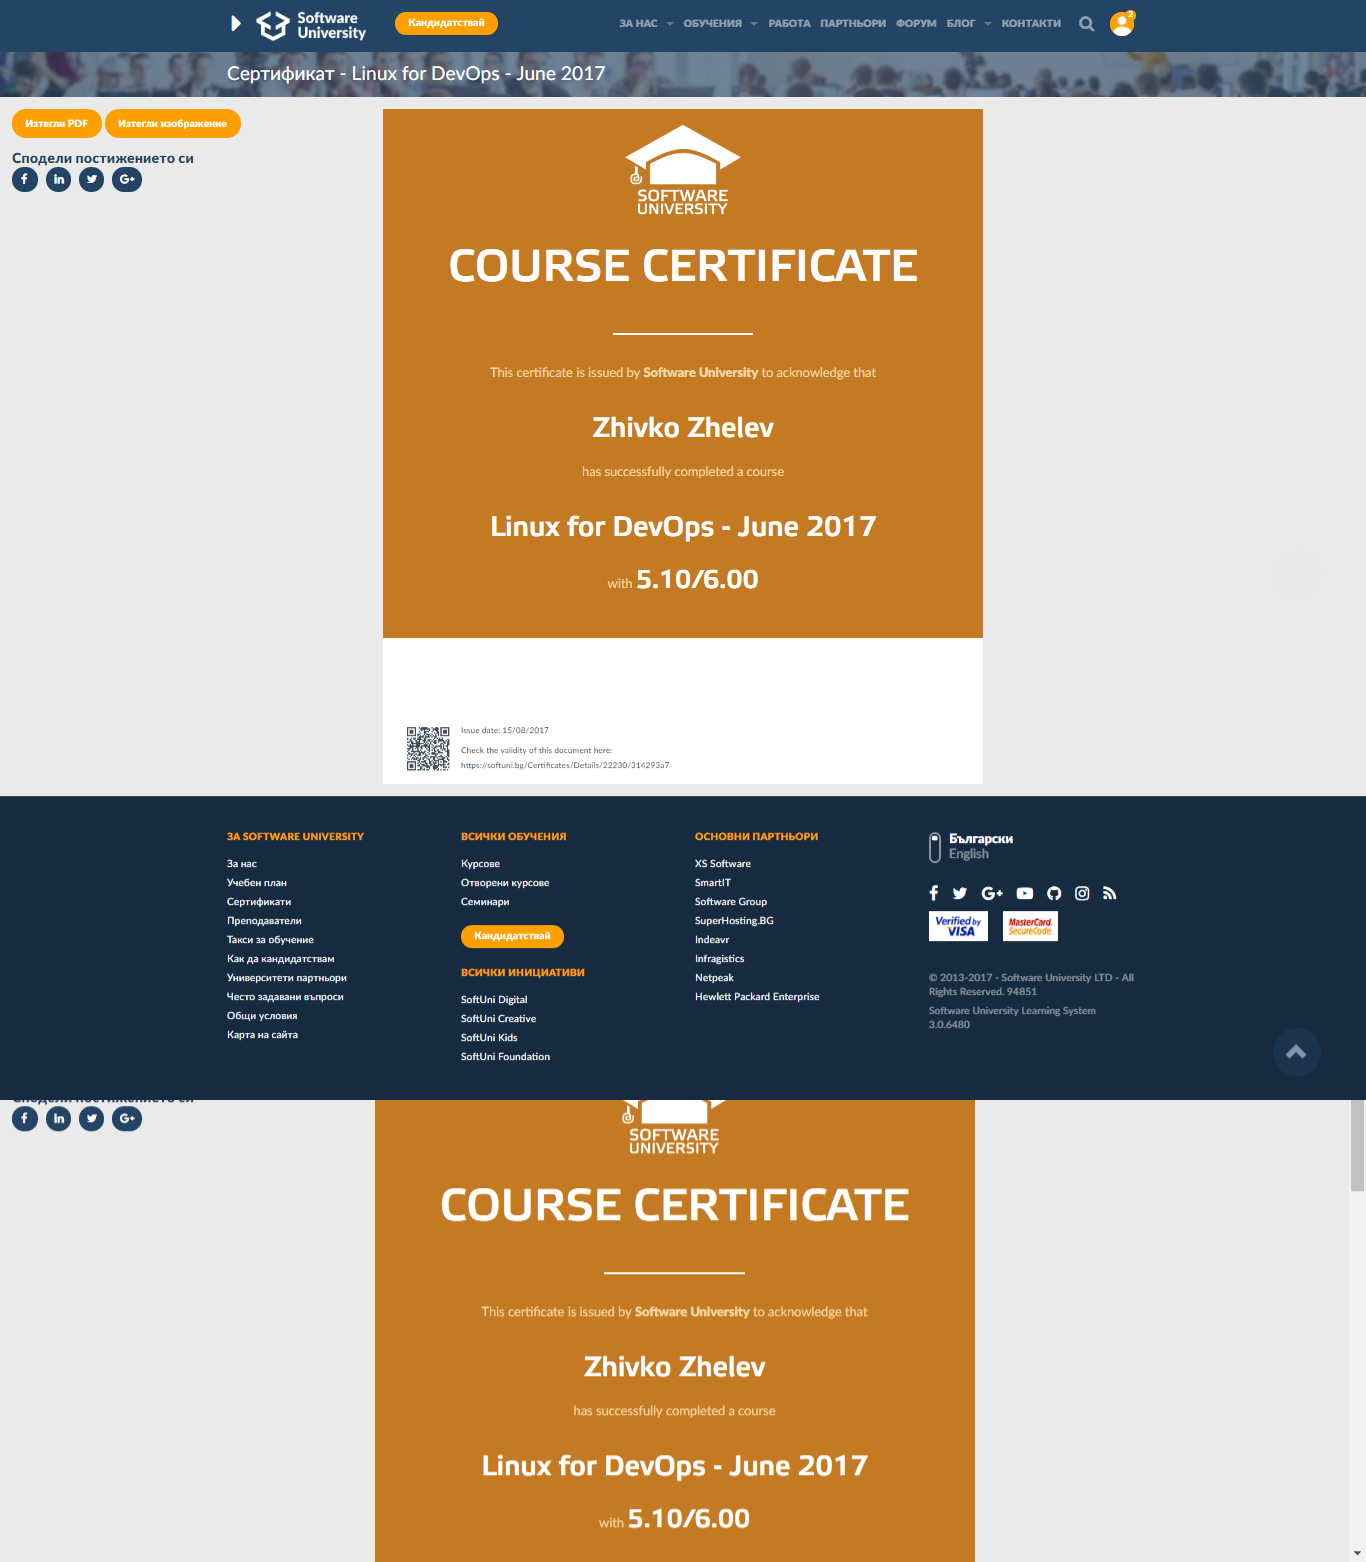 Software
University
Кандидатствай
ЗА НАС
ОБУЧЕНИЯ
РАБОТА
ПАРТНЬОРИ
ФОРУМ
БЛОГ
КОНТАКТИ
2
Сертификат - Linux for DevOps - June 2017
Изтегли PDF
Изтегли изображение
Сподели постижението си
SOFTWARE
UNIVERSITY
COURSE CERTIFICATE
This certificate is issued by Software University to acknowledge that
Zhivko Zhelev
has successfully completed a course
Linux for DevOps - June 2017
with 5.10/6.00
Issue date: 15/08/2017
Check the validity of this document here:
https://softuni.bg/Certificates/Details/22230/314293a7
ЗА SOFTWARE UNIVERSITY
За нас
Учебен план
Сертификати
Преподаватели
Такси за обучение
Как да кандидатствам
Университети партньори
Често задавани въпроси
Общи условия
Карта на сайта
ВСИЧКИ ОБУЧЕНИЯ
Курсове
Отворени курсове
Семинари
Кандидатствай
ВСИЧКИ ИНИЦИАТИВИ
SoftUni Digital
SoftUni Creative
SoftUni Kids
SoftUni Foundation
ОСНОВНИ ПАРТНЬОРИ
XS Software
SmartIT
Software Group
SuperHosting.BG
Indeavr
Infragistics
Netpeak
Hewlett Packard Enterprise
Български
English
Verified by
VISA
MasterCard.
SecureCode.
© 2013-2017 - Software University LTD - All
Rights Reserved. 94851
Software University Learning System
3.0.6480
Сподели постижението си
SOFTWARE
UNIVERSITY
COURSE CERTIFICATE
This certificate is issued by Software University to acknowledge that
Zhivko Zhelev
has successfully completed a course
Linux for DevOps - June 2017
with 5.10/6.00